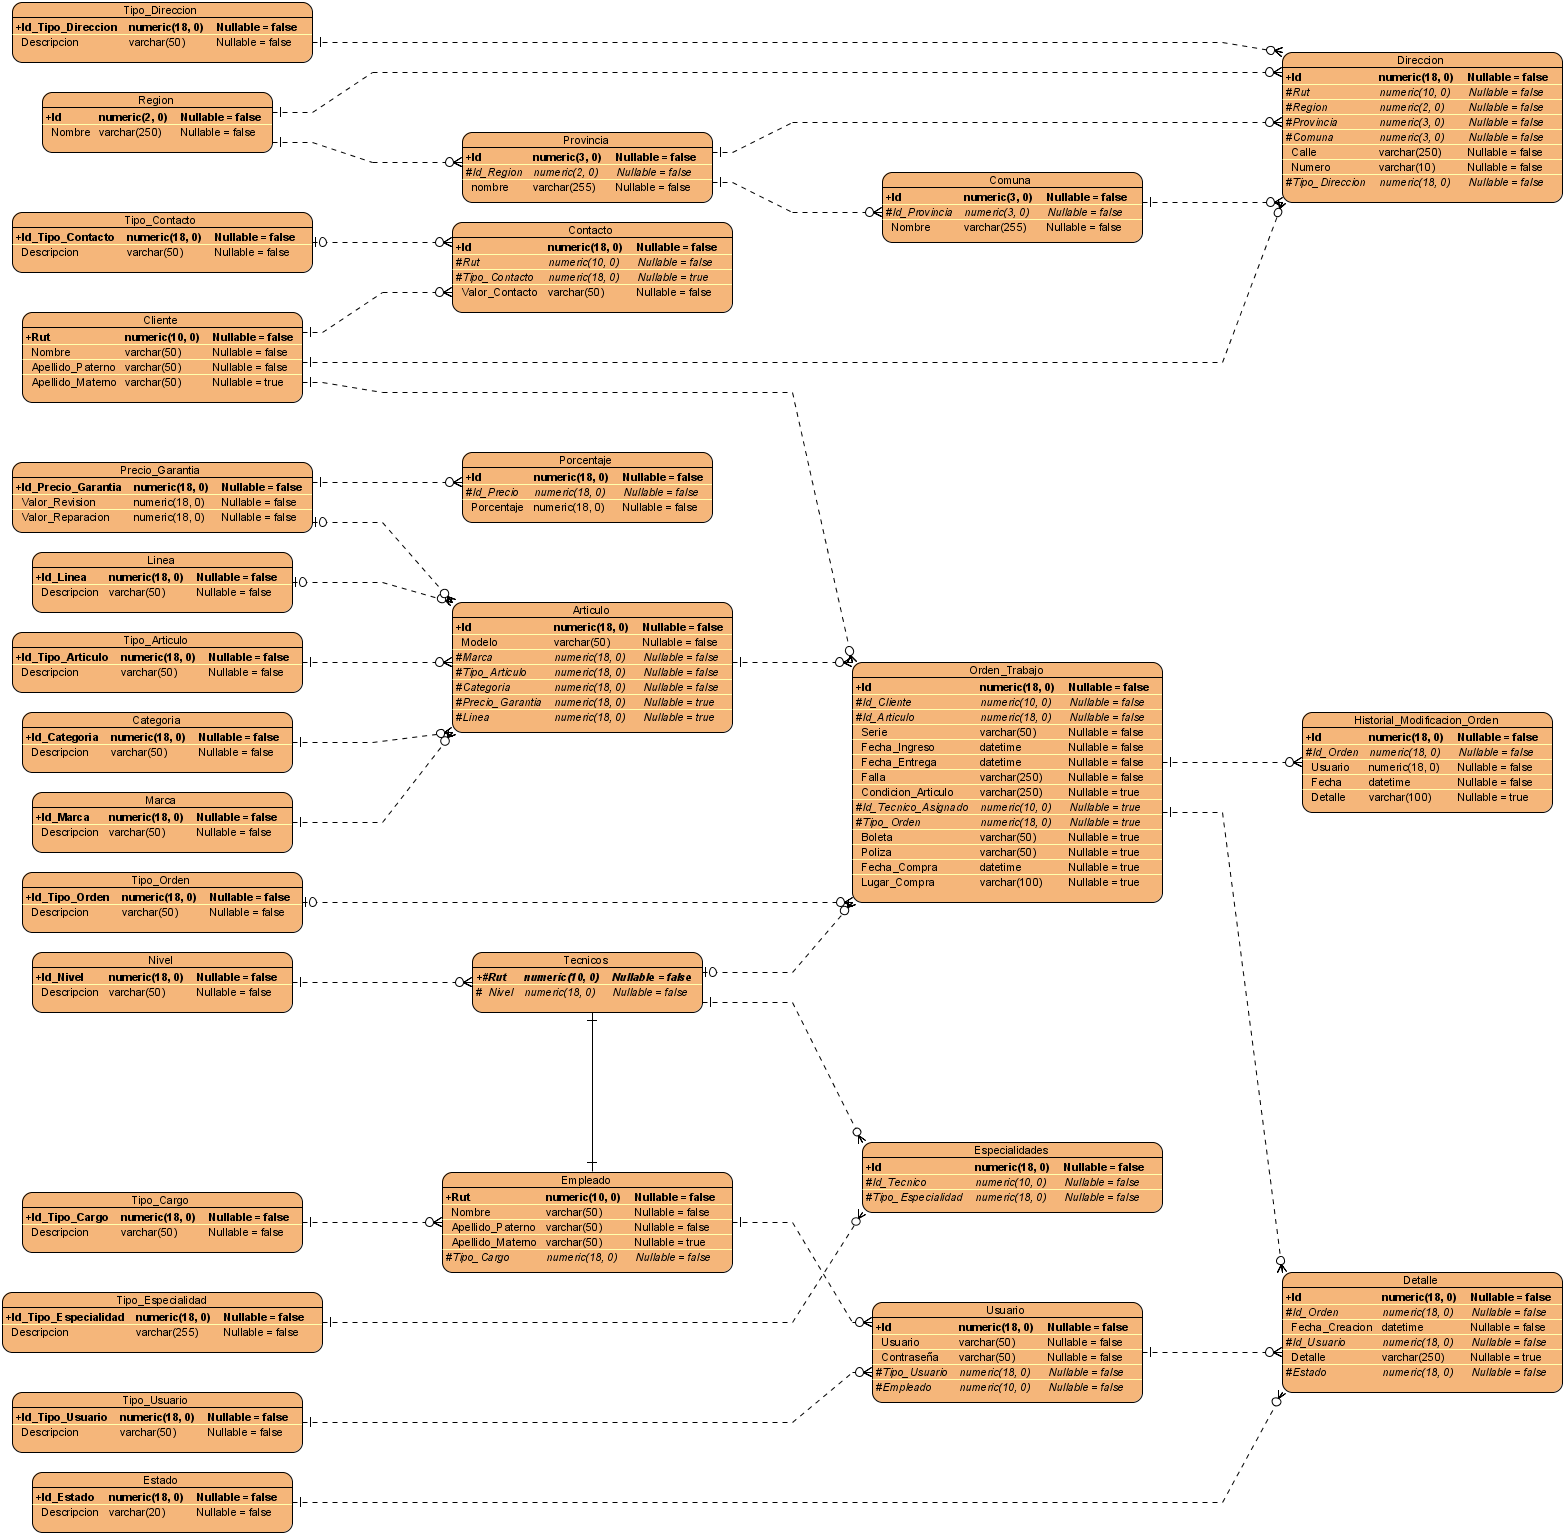 Tipo_Direccion
+Id_Tipo_Direccion numeric(18, 0) Nullable = false
Descripcion varchar(50) Nullable = false
Direccion
+Id numeric(18, 0) Nullable = false
#Rut numeric(10, 0) Nullable = false
#Region numeric(2, 0) Nullable = false
#Provincia numeric(3, 0) Nullable = false
#Comuna numeric(3, 0) Nullable = false
Calle varchar(250) Nullable = false
Numero varchar(10) Nullable = false
#Tipo_Direccion numeric(18, 0) Nullable = false
Region
+Id numeric(2, 0) Nullable = false
Nombre varchar(250) Nullable = false
Provincia
+Id numeric(3, 0) Nullable = false
#Id_Region numeric(2, 0) Nullable = false
nombre varchar(255) Nullable = false
Comuna
+Id numeric(3, 0) Nullable = false
#Id_Provincia numeric(3, 0) Nullable = false
Nombre varchar(255) Nullable = false
Tipo_Contacto
+Id_Tipo_Contacto numeric(18, 0) Nullable = false
Descripcion varchar(50) Nullable = false
Contacto
+Id numeric(18, 0) Nullable = false
#Rut numeric(10, 0) Nullable = false
#Tipo_Contacto numeric(18, 0) Nullable = true
Valor_Contacto varchar(50) Nullable = false
Cliente
+Rut numeric(10, 0) Nullable = false
Nombre varchar(50) Nullable = false
Apellido_Paterno varchar(50) Nullable = false
Apellido_Materno varchar(50) Nullable = true
Precio_Garantia
+Id_Precio_Garantia numeric(18, 0) Nullable = false
Valor_Revision numeric(18, 0) Nullable = false
Valor_Reparacion numeric(18, 0) Nullable = false
Porcentaje
+Id numeric(18, 0) Nullable = false
#Id_Precio numeric(18, 0) Nullable = false
Porcentaje numeric(18, 0) Nullable = false
Linea
+Id_Linea numeric(18, 0) Nullable = false
Descripcion varchar(50) Nullable = false
Articulo
+Id numeric(18, 0) Nullable = false
Modelo varchar(50) Nullable = false
#Marca numeric(18, 0) Nullable = false
#Tipo_Articulo numeric(18, 0) Nullable = false
#Categoria numeric(18, 0) Nullable = false
#Precio_Garantia numeric(18, 0) Nullable = true
#Linea numeric(18, 0) Nullable = true
Tipo_Articulo
+Id_Tipo_Articulo numeric(18, 0) Nullable = false
Descripcion varchar(50) Nullable = false
Categoria
+Id_Categoria numeric(18, 0) Nullable = false
Descripcion varchar(50) Nullable = false
Marca
+Id_Marca numeric(18, 0) Nullable = false
Descripcion varchar(50) Nullable = false
Orden_Trabajo
+Id numeric(18, 0) Nullable = false
#Id_Cliente numeric(10, 0) Nullable = false
#Id_Articulo numeric(18, 0) Nullable = false
Serie varchar(50) Nullable = false
Fecha_Ingreso datetime Nullable = false
Fecha_Entrega datetime Nullable = false
Falla varchar(250) Nullable = false
Condicion_Articulo varchar(250) Nullable = true
#Id_Tecnico_Asignado numeric(10, 0) Nullable = true
#Tipo_Orden numeric(18, 0) Nullable = true
Boleta varchar(50) Nullable = true
Poliza varchar(50) Nullable = true
Fecha_Compra datetime Nullable = true
Lugar_Compra varchar(100) Nullable = true
Historial_Modificacion_Orden
+Id numeric(18, 0) Nullable = false
#Id_Orden numeric(18, 0) Nullable = false
Usuario numeric(18, 0) Nullable = false
Fecha datetime Nullable = false
Detalle varchar(100) Nullable = true
Tipo_Orden
+Id_Tipo_Orden numeric(18, 0) Nullable = false
Descripcion varchar(50) Nullable = false
Nivel
+Id_Nivel numeric(18, 0) Nullable = false
Descripcion varchar(50) Nullable = false
Tecnicos
+#Rut numeric(10, 0) Nullable = false
# Nivel numeric(18, 0) Nullable = false
Especialidades
+Id numeric(18, 0) Nullable = false
#Id_Tecnico numeric(10, 0) Nullable = false
#Tipo_Especialidad numeric(18, 0) Nullable = false
Tipo_Cargo
+Id_Tipo_Cargo numeric(18, 0) Nullable = false
Descripcion varchar(50) Nullable = false
Empleado
+Rut numeric(10, 0) Nullable = false
Nombre varchar(50) Nullable = false
Apellido_Paterno varchar(50) Nullable = false
Apellido_Materno varchar(50) Nullable = true
#Tipo_Cargo numeric(18, 0) Nullable = false
Tipo_Especialidad
+Id_Tipo_Especialidad numeric(18, 0) Nullable = false
Descripcion varchar(255) Nullable = false
Usuario
+Id numeric(18, 0) Nullable = false
Usuario varchar(50) Nullable = false
Contraseña varchar(50) Nullable = false
#Tipo_Usuario numeric(18, 0) Nullable = false
#Empleado numeric(10, 0) Nullable = false
Detalle
+Id numeric(18, 0) Nullable = false
#Id_Orden numeric(18, 0) Nullable = false
Fecha_Creacion datetime Nullable = false
#Id_Usuario numeric(18, 0) Nullable = false
Detalle varchar(250) Nullable = true
#Estado numeric(18, 0) Nullable = false
Tipo_Usuario
+Id_Tipo_Usuario numeric(18, 0) Nullable = false
Descripcion varchar(50) Nullable = false
Estado
+Id_Estado numeric(18, 0) Nullable = false
Descripcion varchar(20) Nullable = false